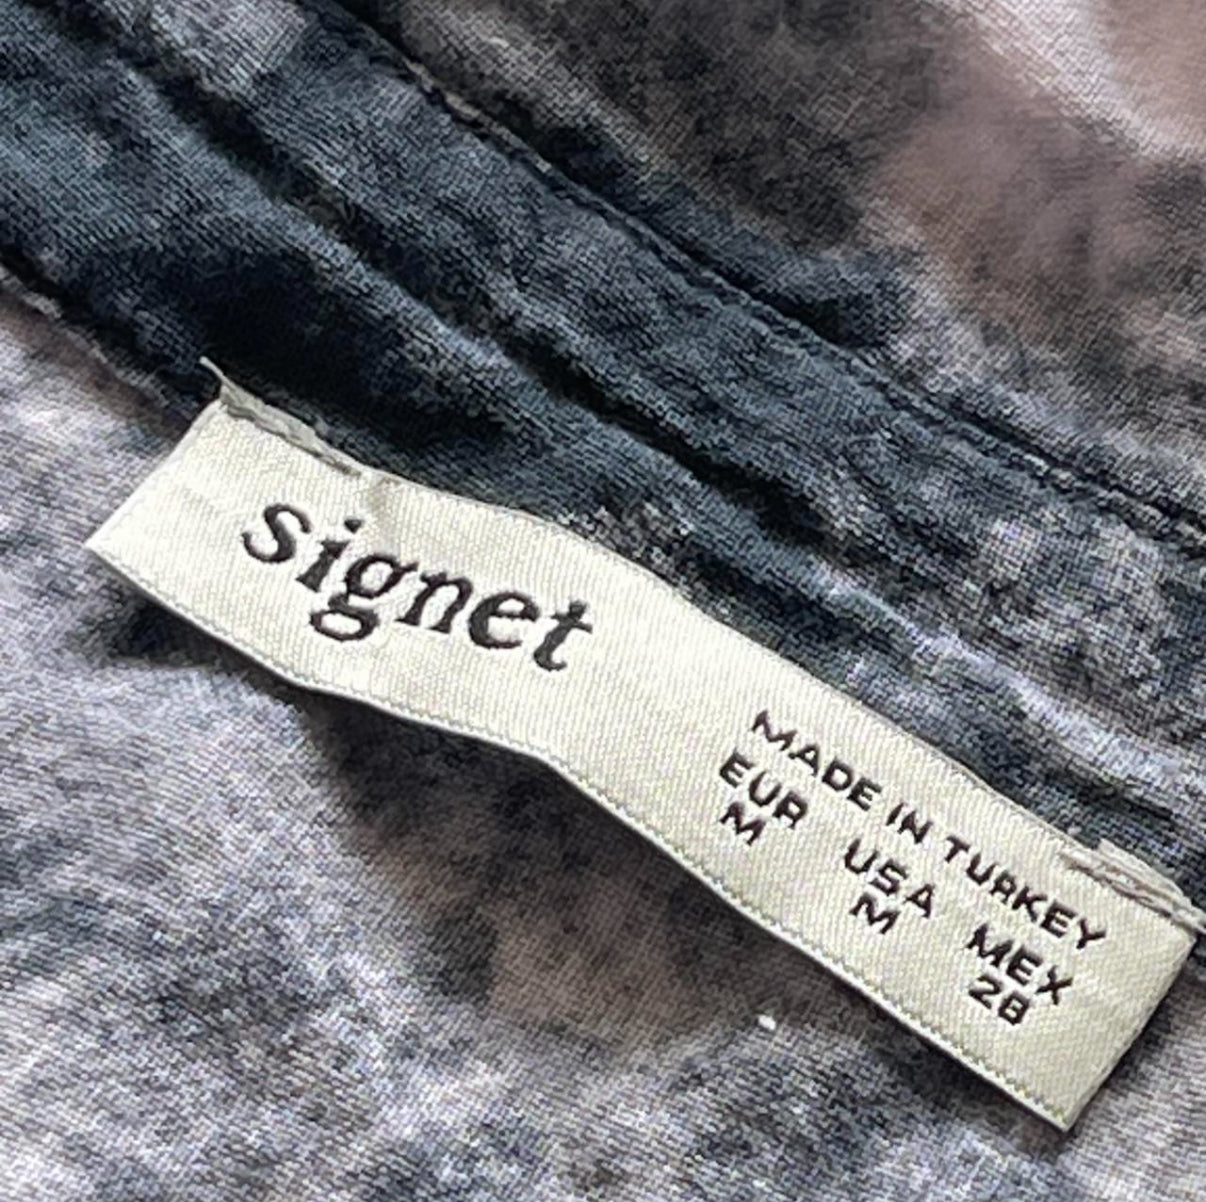 signet
MADE IN TURKEY
EUR USA MEX
M M 28